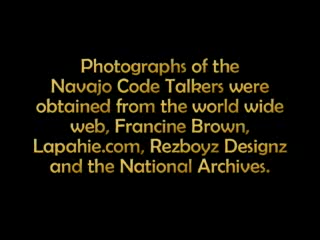 Photographs of the
Navajo Code Talkers were
obtained from the world wide
web, Francine Brown,
Lapahie.com, Rezboyz Designz
and the National Archives.